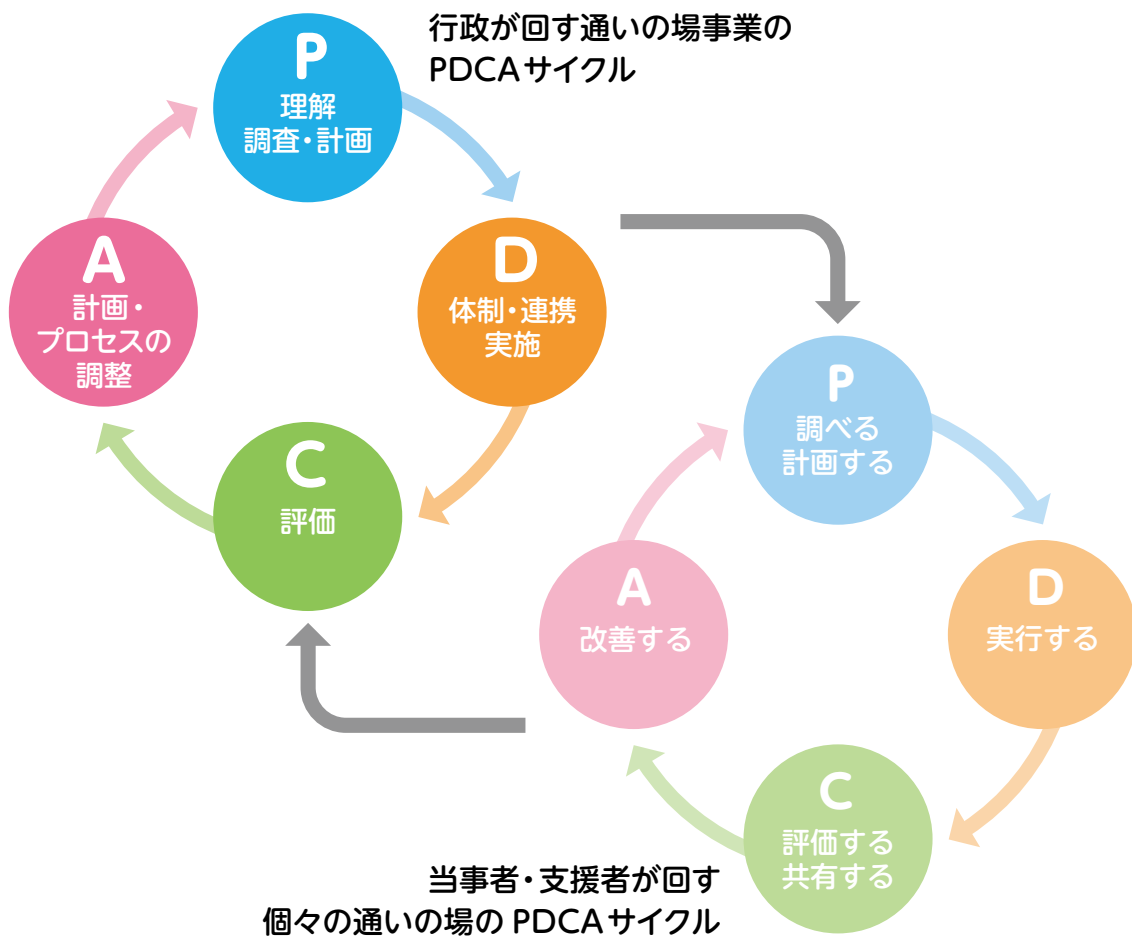 行政が回す通いの場事業の
PDCAサイクル
P
理解
調査・計画
D
体制・連携
実施
C
評価
A
計画・
プロセスの
調整
P
調べる
計画する
D
実行する
C
評価する
共有する
A
改善する
当事者・支援者が回す
個々の通いの場の PDCAサイクル